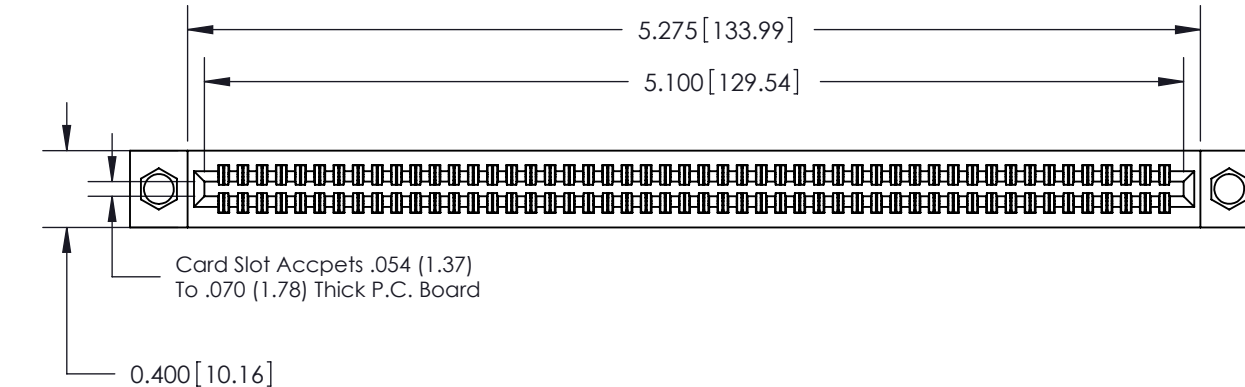 5.275[133.99]
5.100[129.54]
Card Slot Accpets .054 (1.37)
To .070 (1.78) Thick P.C. Board
0.400[10.16]